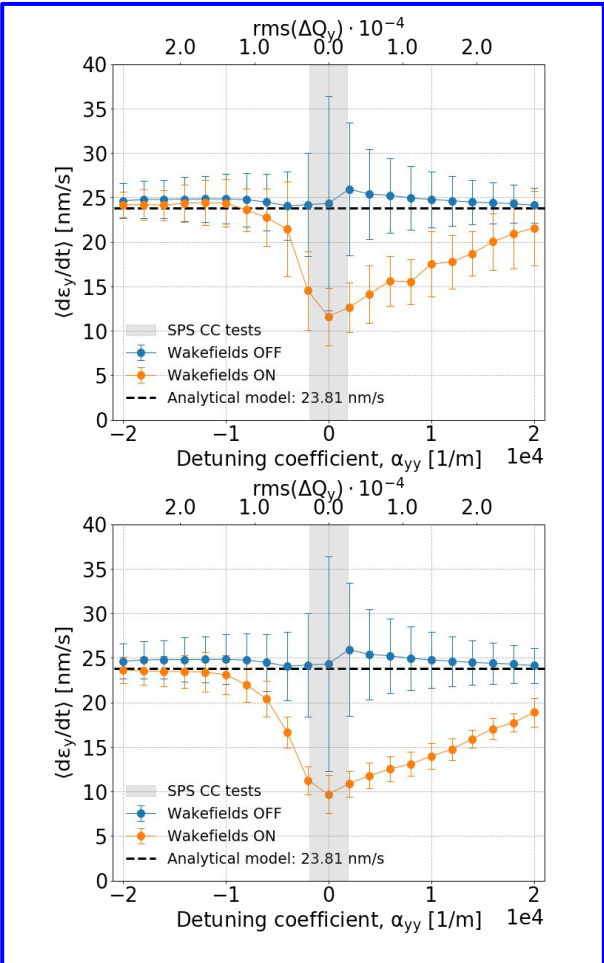 rms(ΔQy) · 10−4
2.0 1.0 0.0 1.0 2.0
40
35
30
25
20
15
10
5
0
⟨dεy/dt⟩ [nm/s]
SPS CC tests
Wakefields OFF
Wakefields ON
Analytical model: 23.81 nm/s
−2 −1 0 1 2
Detuning coefficient, αyy [1/m] 1e4
rms(ΔQy) · 10−4
2.0 1.0 0.0 1.0 2.0
40
35
30
25
20
15
10
5
0
⟨dεy/dt⟩ [nm/s]
SPS CC tests
Wakefields OFF
Wakefields ON
Analytical model: 23.81 nm/s
−2 −1 0 1 2
Detuning coefficient, αyy [1/m] 1e4